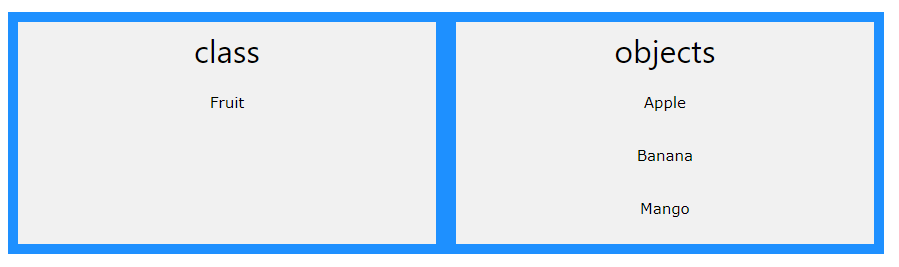 class
Fruit
objects
Apple
Banana
Mango